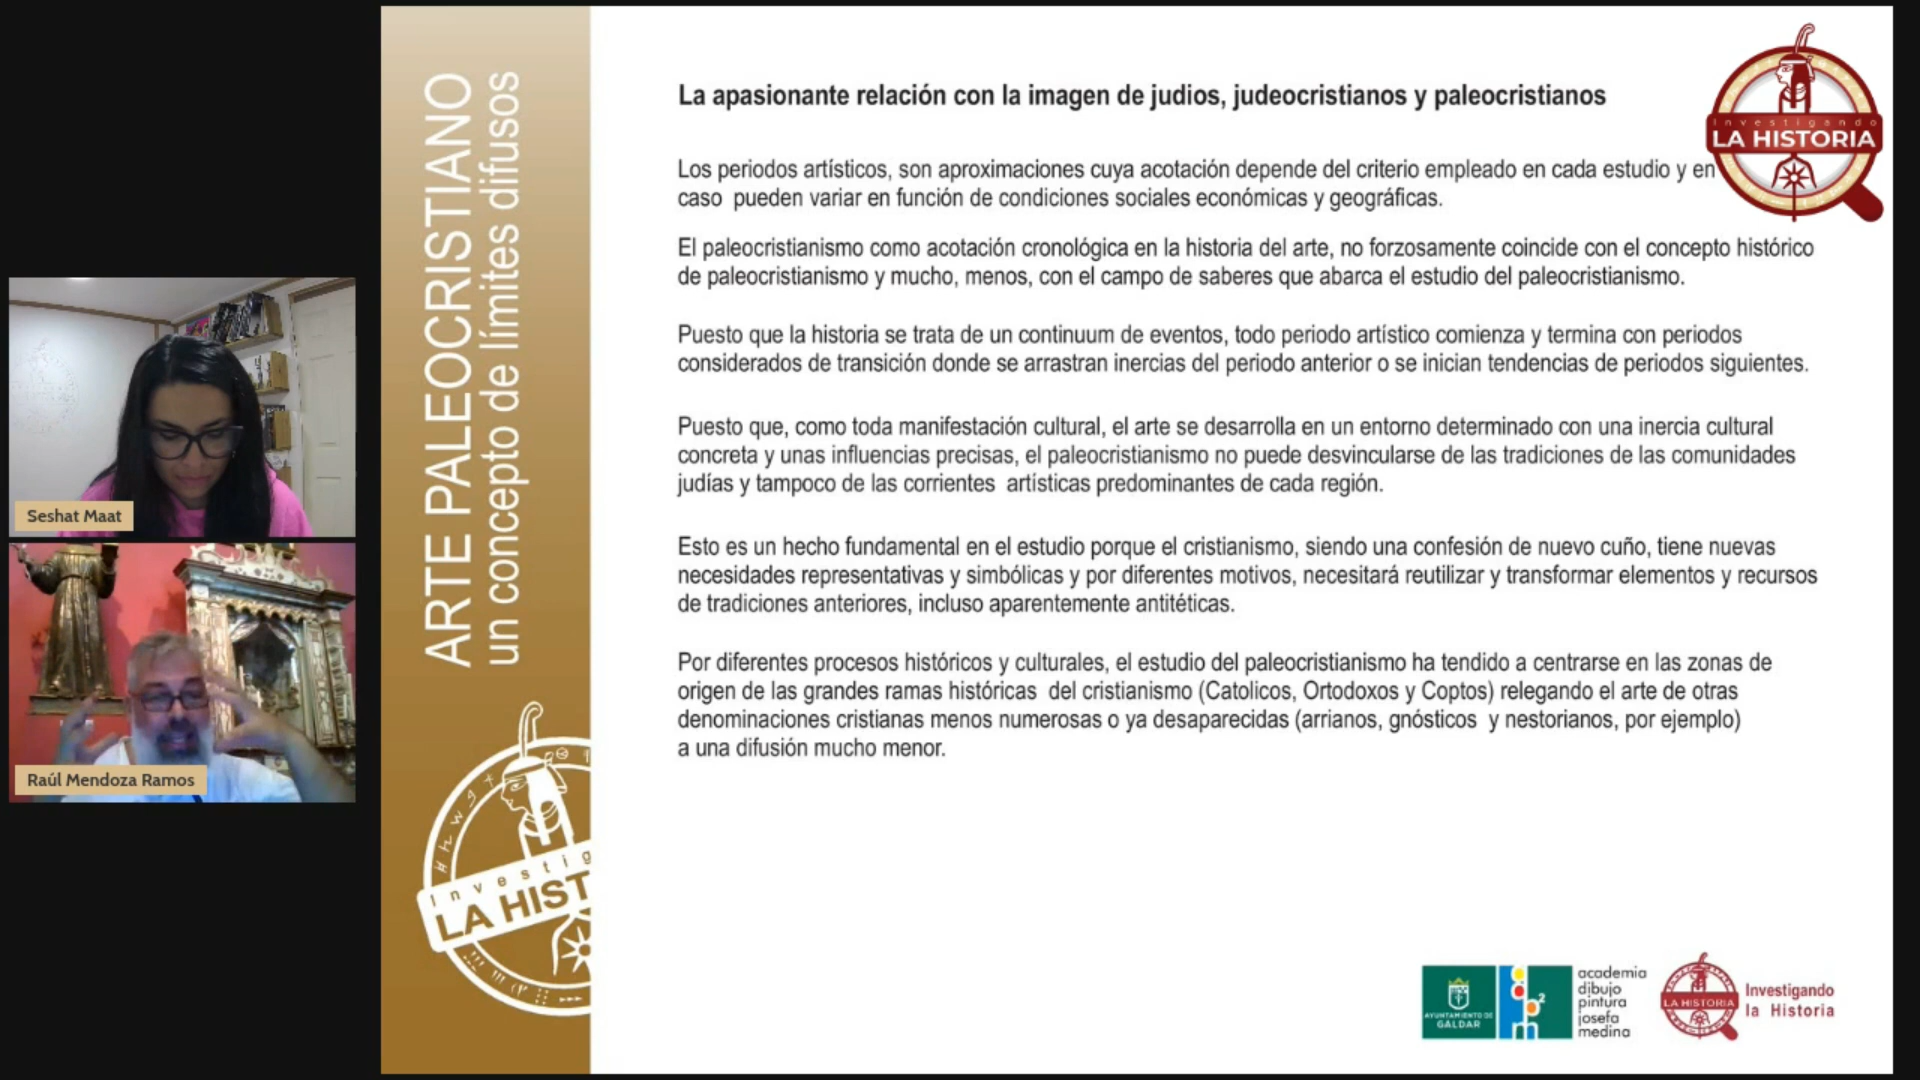 ARTE PALEOCRISTIANO
un concepto de límites difusos
La apasionante relación con la imagen de judios, judeocristianos y paleocristianos
Los periodos artísticos, son aproximaciones cuya acotación depende del criterio empleado en cada estudio y en
caso pueden variar en función de condiciones sociales económicas y geográficas.
El paleocristianismo como acotación cronológica en la historia del arte, no forzosamente coincide con el concepto histórico
de paleocristianismo y mucho, menos, con el campo de saberes que abarca el estudio del paleocristianismo.
Puesto que la historia se trata de un continuum de eventos, todo periodo artístico comienza y termina con periodos
considerados de transición donde se arrastran inercias del periodo anterior o se inician tendencias de periodos siguientes.
Puesto que, como toda manifestación cultural, el arte se desarrolla en un entorno determinado con una inercia cultural
concreta y unas influencias precisas, el paleocristianismo no puede desvincularse de las tradiciones de las comunidades
judías y tampoco de las corrientes artísticas predominantes de cada región.
Esto es un hecho fundamental en el estudio porque el cristianismo, siendo una confesión de nuevo cuño, tiene nuevas
necesidades representativas y simbólicas y por diferentes motivos, necesitará reutilizar y transformar elementos y recursos
de tradiciones anteriores, incluso aparentemente antitéticas.
Por diferentes procesos históricos y culturales, el estudio del paleocristianismo ha tendido a centrarse en las zonas de
origen de las grandes ramas históricas del cristianismo (Catolicos, Ortodoxos y Coptos) relegando el arte de otras
denominaciones cristianas menos numerosas o ya desaparecidas (arrianos, gnósticos y nestorianos, por ejemplo)
a una difusión mucho menor.
Investigando
LA HISTORIA
Seshat Maat
Raúl Mendoza Ramos
Investig
LA HIST
AYUNTAMIENTO DE
GÁLDAR
academia
dibujo
pintura
josefa
medina
LA HISTORIA
Investigando
la Historia